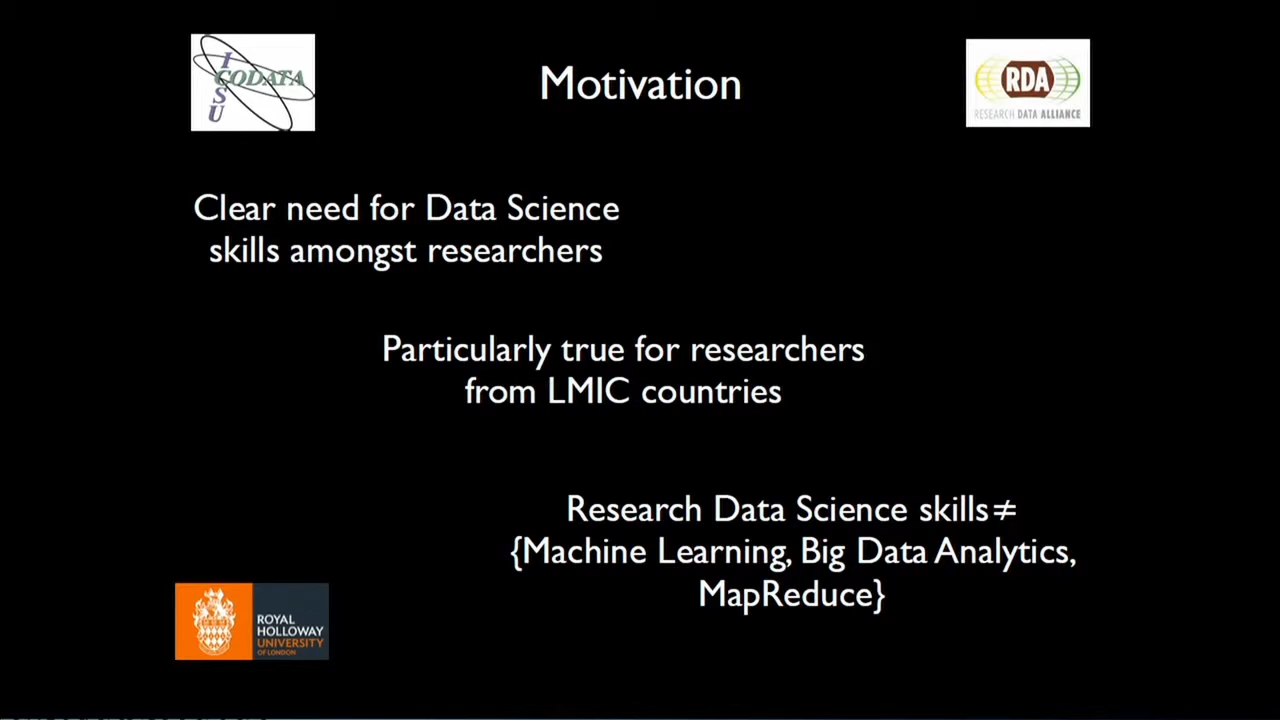 ICSU
CODATA
Motivation
RDA
RESEARCH DATA ALLIANCE
Clear need for Data Science
skills amongst researchers
Particularly true for researchers
from LMIC countries
Research Data Science skills≠
{Machine Learning, Big Data Analytics,
MapReduce}
ROYAL
HOLLOWAY
UNIVERSITY
OF LONDON